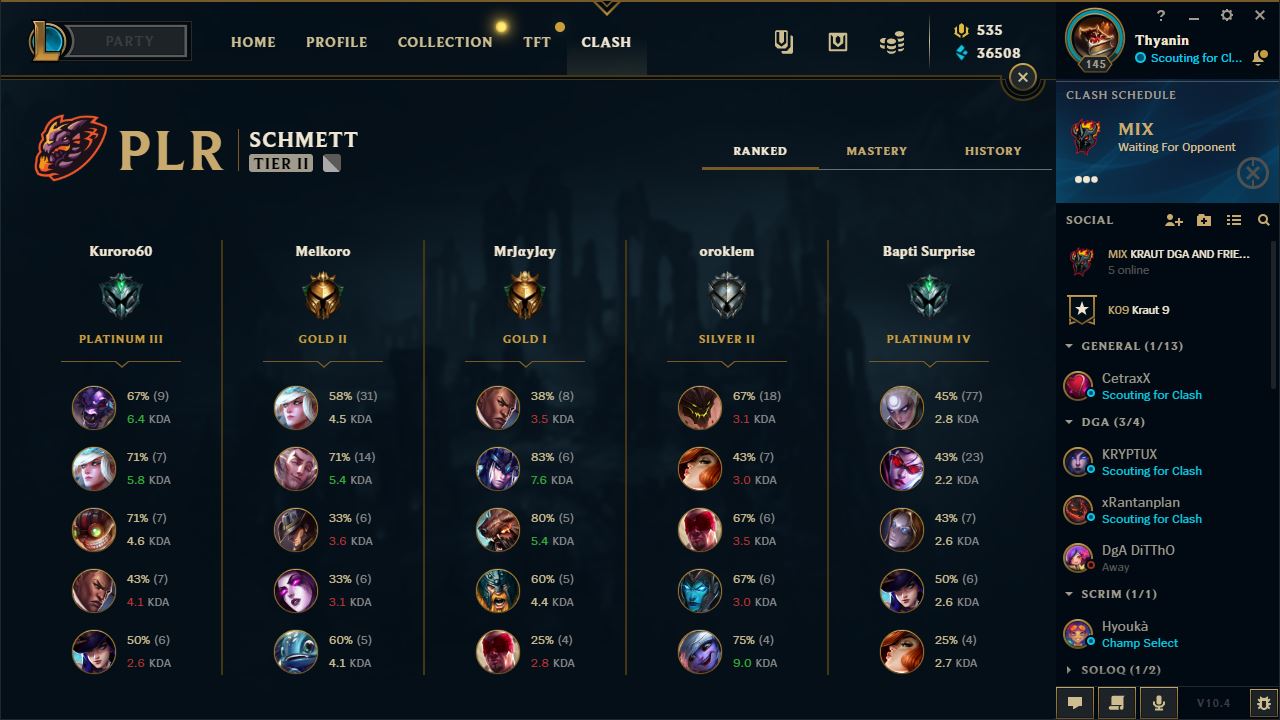 PARTY
HOME
PROFILE
COLLECTION
TFT
CLASH
535
36508
?
145
Thyanin
Scouting for Cl...
PLR
SCHMETT
TIER II
RANKED
MASTERY
HISTORY
Kuroro60
PLATINUM III
67% (9)
6.4 KDA
71% (7)
5.8 KDA
71% (7)
4.6 KDA
43% (7)
4.1 KDA
50% (6)
2.6 KDA
Melkoro
GOLD II
58% (31)
4.5 KDA
71% (14)
5.4 KDA
33% (6)
3.6 KDA
33% (6)
3.1 KDA
60% (5)
4.1 KDA
MrJαyJαy
GOLD I
38% (8)
3.5 KDA
83% (6)
7.6 KDA
80% (5)
5.4 KDA
60% (5)
4.4 KDA
25% (4)
2.8 KDA
oroklem
SILVER II
67% (18)
3.1 KDA
43% (7)
3.0 KDA
67% (6)
3.5 KDA
67% (6)
3.0 KDA
75% (4)
9.0 KDA
Bapti Surprise
PLATINUM IV
45% (77)
2.8 KDA
43% (23)
2.2 KDA
43% (7)
2.6 KDA
50% (6)
2.6 KDA
25% (4)
2.7 KDA
CLASH SCHEDULE
MIX
Waiting For Opponent
SOCIAL
MIX KRAUT DGA AND FRIE...
5 online
K09 Kraut 9
GENERAL (1/13)
CetraxX
Scouting for Clash
DGA (3/4)
KRYPTUX
Scouting for Clash
xRantanplan
Scouting for Clash
DgA DiTThO
Away
SCRIM (1/1)
Hyoukà
Champ Select
SOLOQ (1/2)
V10.4